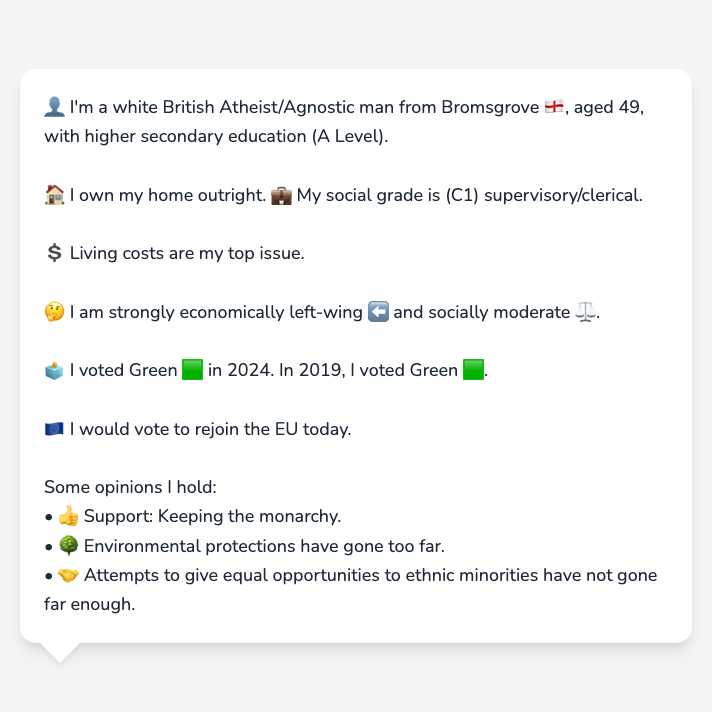 👤 I'm a white British Atheist/Agnostic man from Bromsgrove 🏴󠁧󠁢󠁥󠁮󠁧󠁿, aged 49,
with higher secondary education (A Level).
🏠 I own my home outright. 💼 My social grade is (C1) supervisory/clerical.
💲 Living costs are my top issue.
🤔 I am strongly economically left-wing ⬅️ and socially moderate ⚖️.
🗳️ I voted Green 🟩 in 2024. In 2019, I voted Green 🟩.
🇪🇺 I would vote to rejoin the EU today.
Some opinions I hold:
• 👍 Support: Keeping the monarchy.
• 🌳 Environmental protections have gone too far.
• 🤝 Attempts to give equal opportunities to ethnic minorities have not gone
far enough.